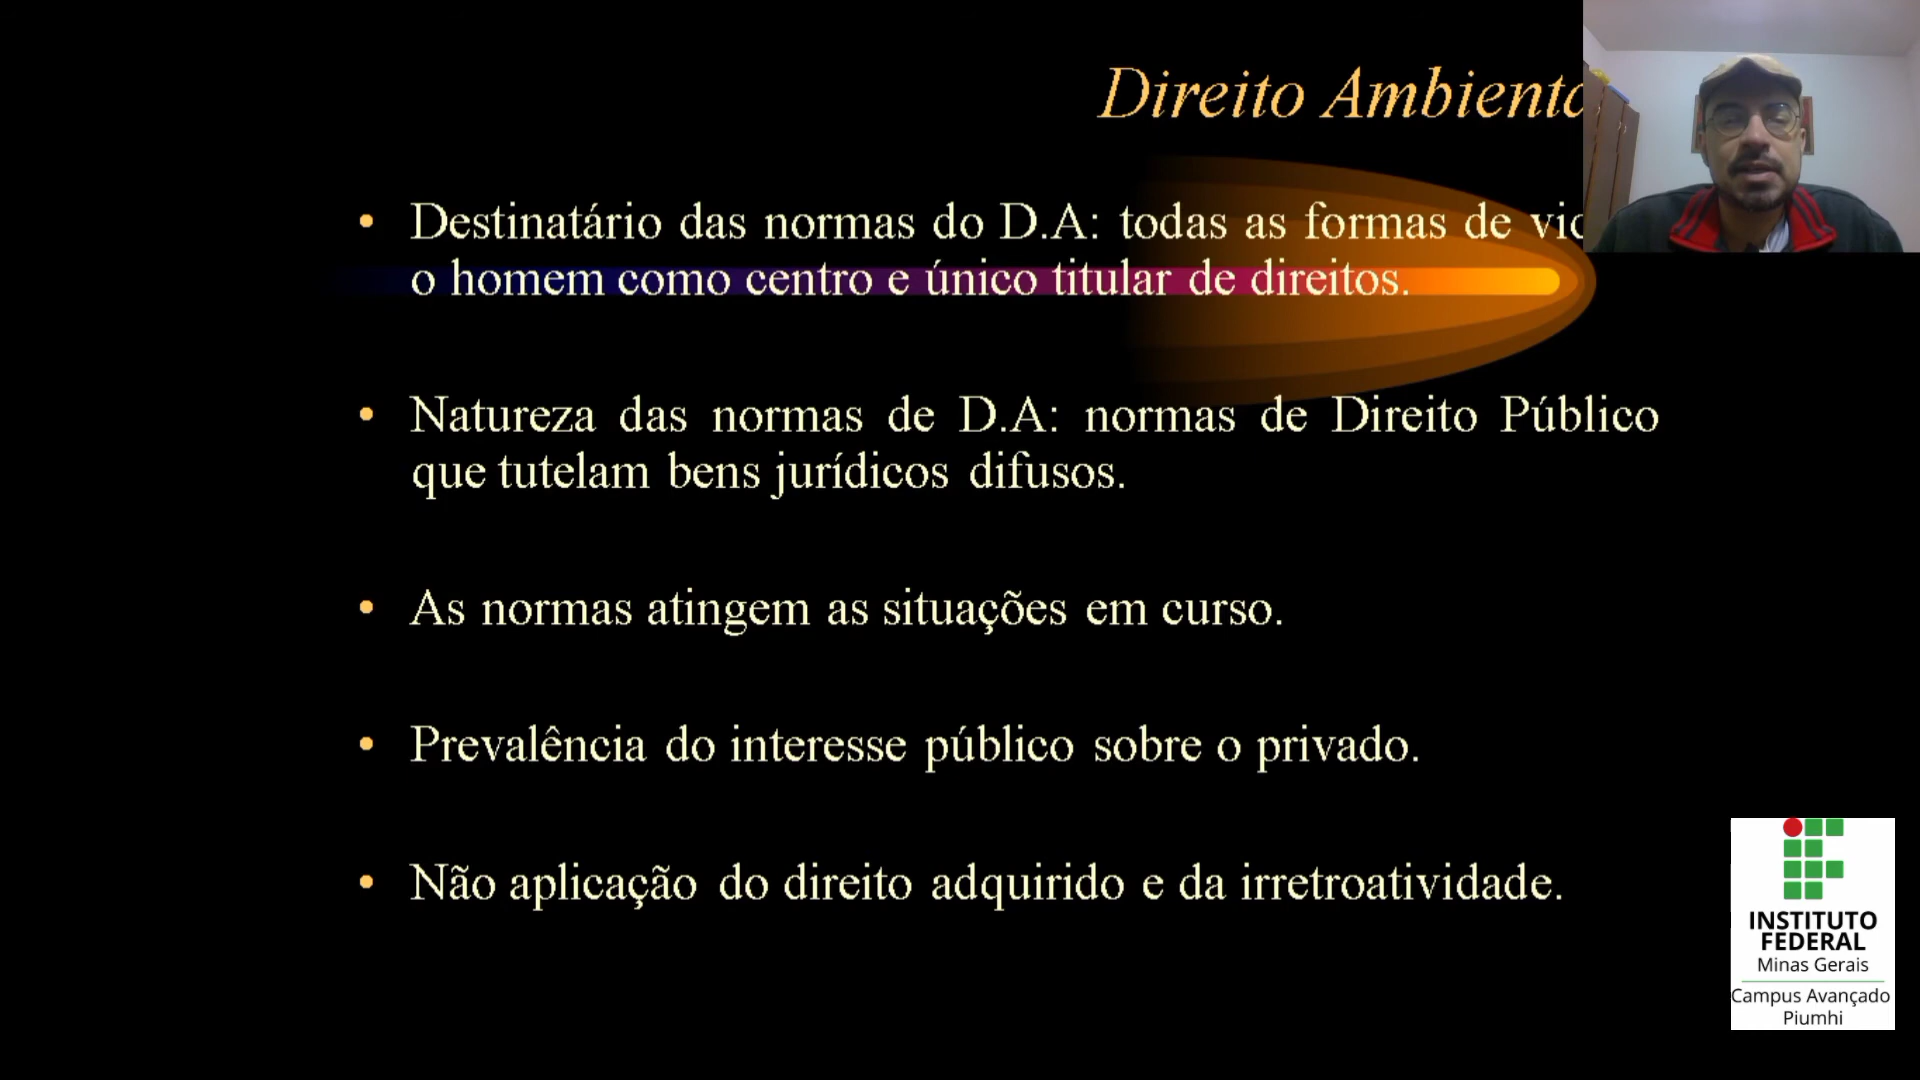 Direito
• Destinatário das normas do D.A: todas as formas de
o homem como centro e único titular de direitos.
• Natureza das normas de D.A: normas de Direito Público
que tutelam bens jurídicos difusos.
• As normas atingem as situações em curso.
• Prevalência do interesse público sobre o privado.
• Não aplicação do direito adquirido e da irretroatividade.
INSTITUTO
FEDERAL
Minas Gerais
Campus Avançado
Piumhi